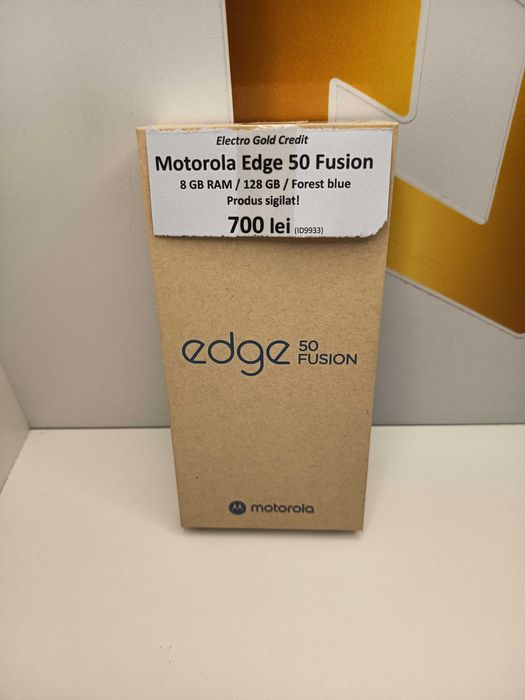 Electro Gold Credit
Motorola Edge 50 Fusion
8 GB RAM / 128 GB / Forest blue
Produs sigilat!
700 lei (ID9933)
edge 50 FUSION
motorola